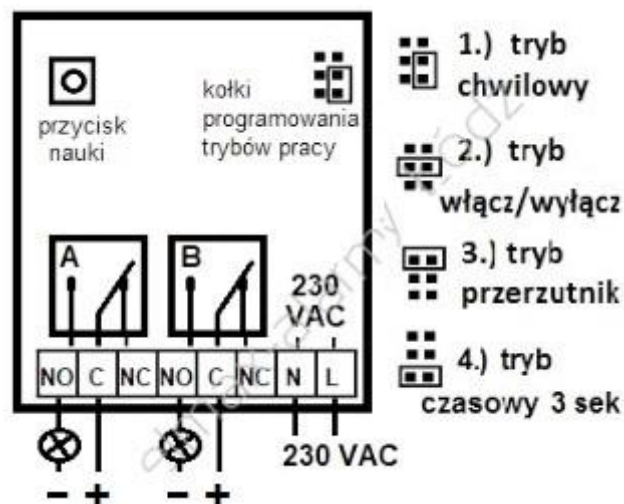 przycisk
nauki
kołki
programowania
trybów pracy
1.) tryb
chwilowy
2.) tryb
włącz/wyłącz
3.) tryb
przerzutnik
4.) tryb
czasowy 3 sek
A
B
230
VAC
NO C NC NO C NC N L
230 VAC
− + − +